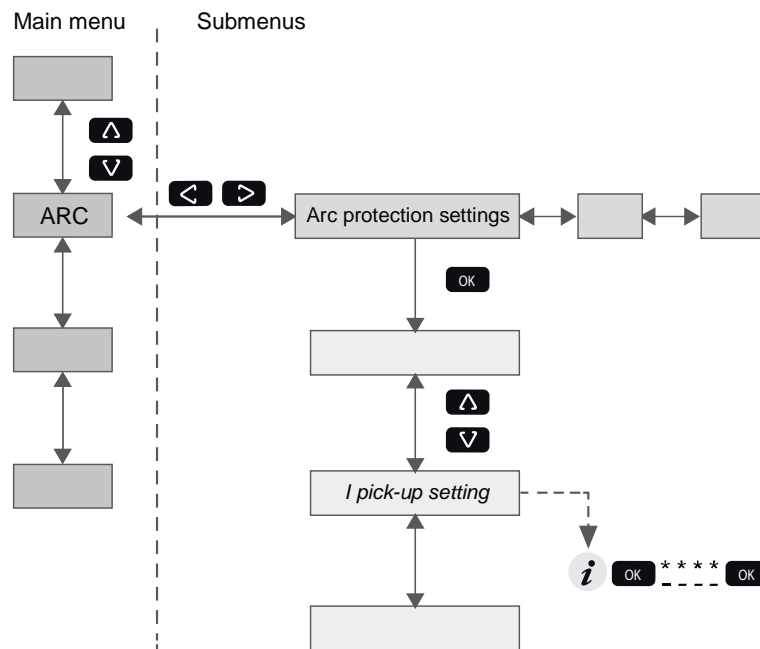 Main menu
Submenus
ARC
Arc protection settings
OK
I pick-up setting
i OK * * * * OK